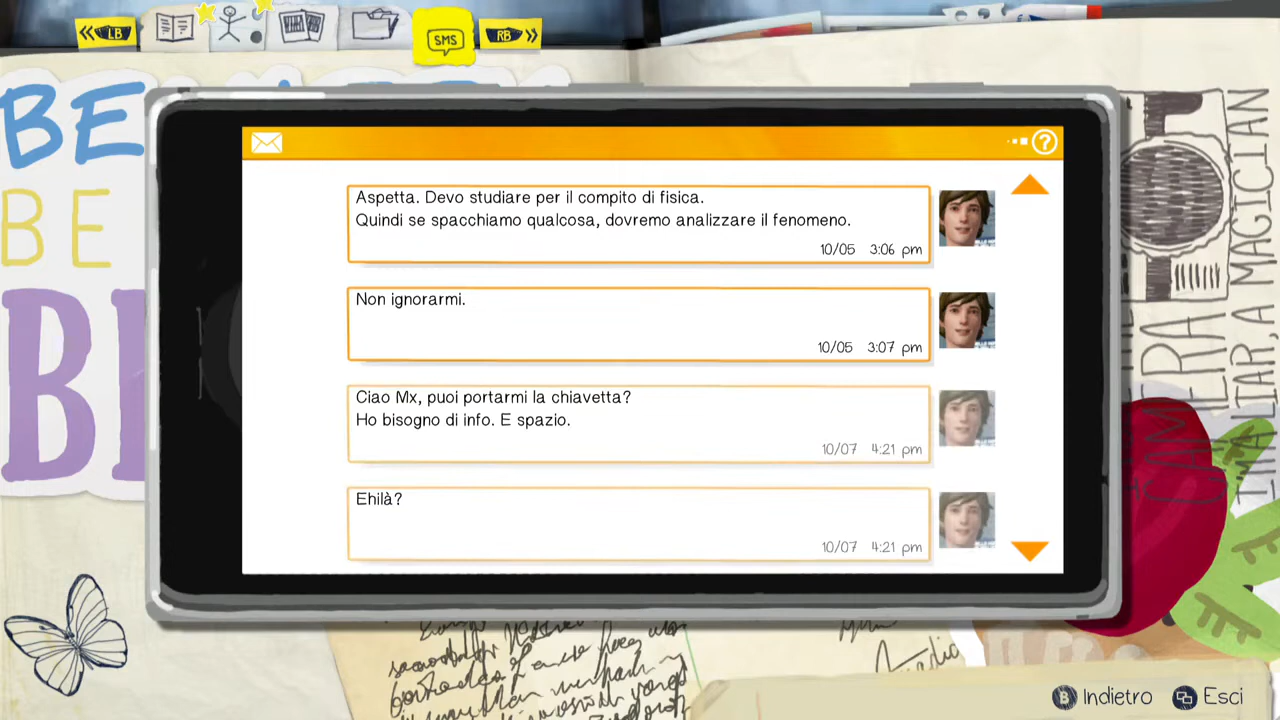 LB
SMS
RB
BE
BE
Aspetta. Devo studiare per il compito di fisica.
Quindi se spacchiamo qualcosa, dovremo analizzare il fenomeno.
10/05 3:06 pm
Non ignorarmi.
10/05 3:07 pm
Ciao Mx, puoi portarmi la chiavetta?
Ho bisogno di info. E spazio.
10/07 4:21 pm
Ehilà?
10/07 4:21 pm
CAMERA
LIAR, A MAGICIAN
B Indietro
Esci